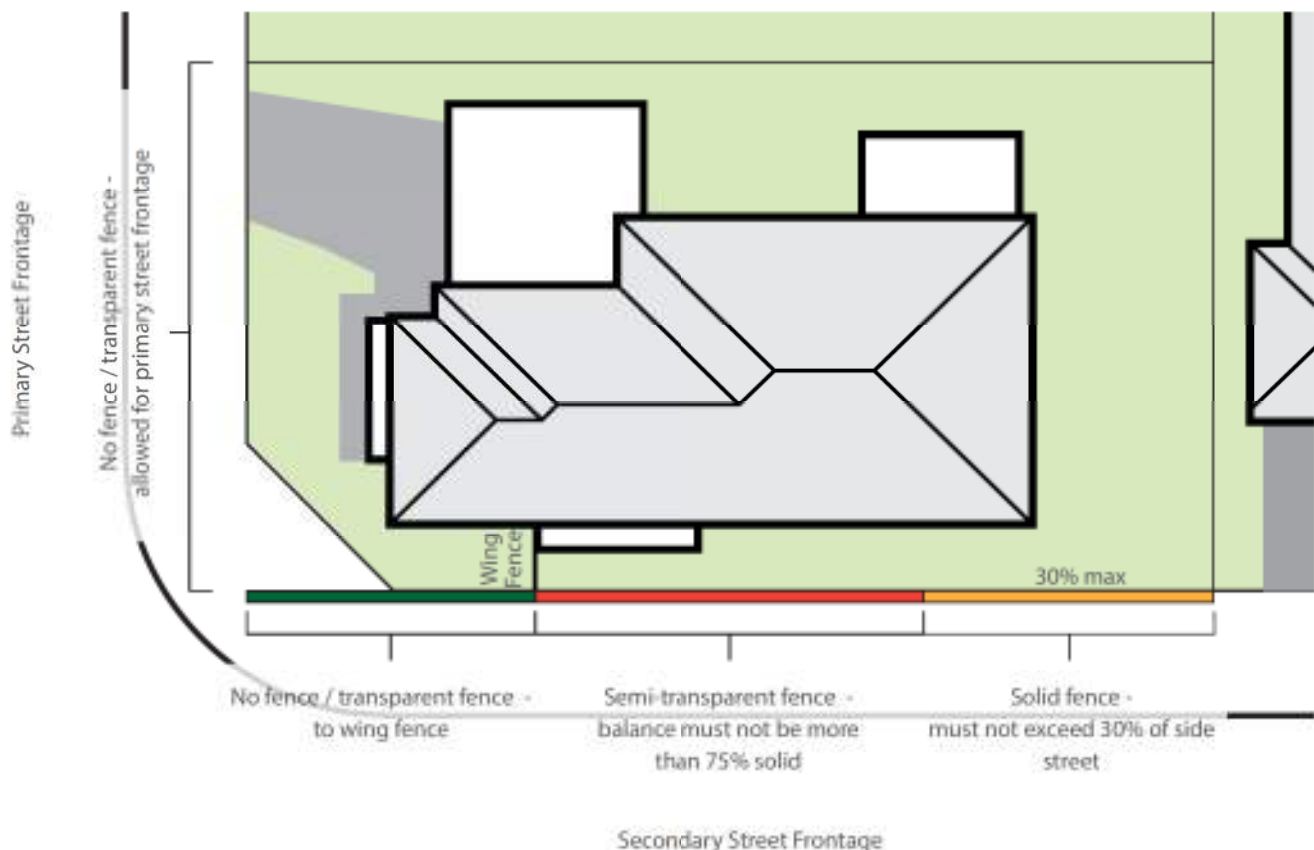 Primary Street Frontage
No fence / transparent fence -
allowed for primary street frontage
Wing
Fence
30% max
No fence / transparent fence -
to wing fence
Semi-transparent fence -
balance must not be more
than 75% solid
Solid fence -
must not exceed 30% of side
street
Secondary Street Frontage